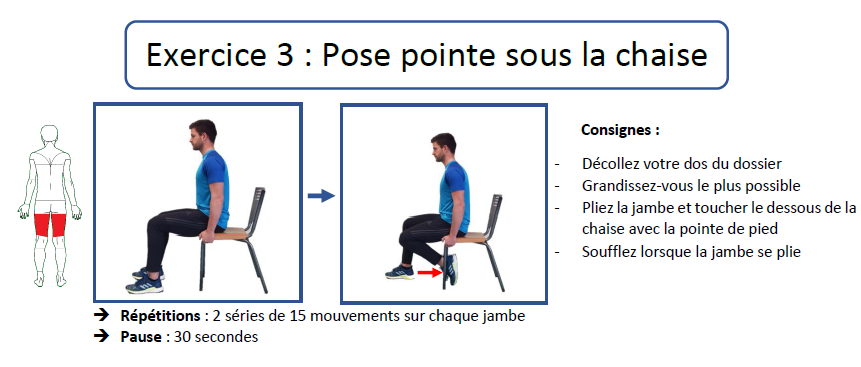 Exercice 3 : Pose pointe sous la chaise
Consignes :
- Décollez votre dos du dossier
- Grandissez-vous le plus possible
- Pliez la jambe et toucher le dessous de la
chaise avec la pointe de pied
- Soufflez lorsque la jambe se plie
➔ Répétitions : 2 séries de 15 mouvements sur chaque jambe
➔ Pause : 30 secondes